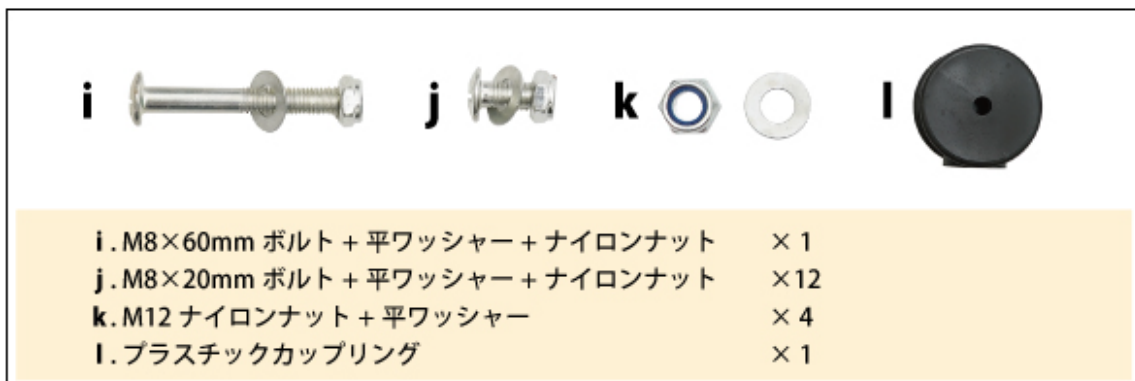 i j k l
i. M8×60mm ボルト + 平ワッシャー + ナイロンナット × 1
j. M8×20mm ボルト + 平ワッシャー + ナイロンナット ×12
k. M12 ナイロンナット + 平ワッシャー × 4
l. プラスチックカップリング × 1